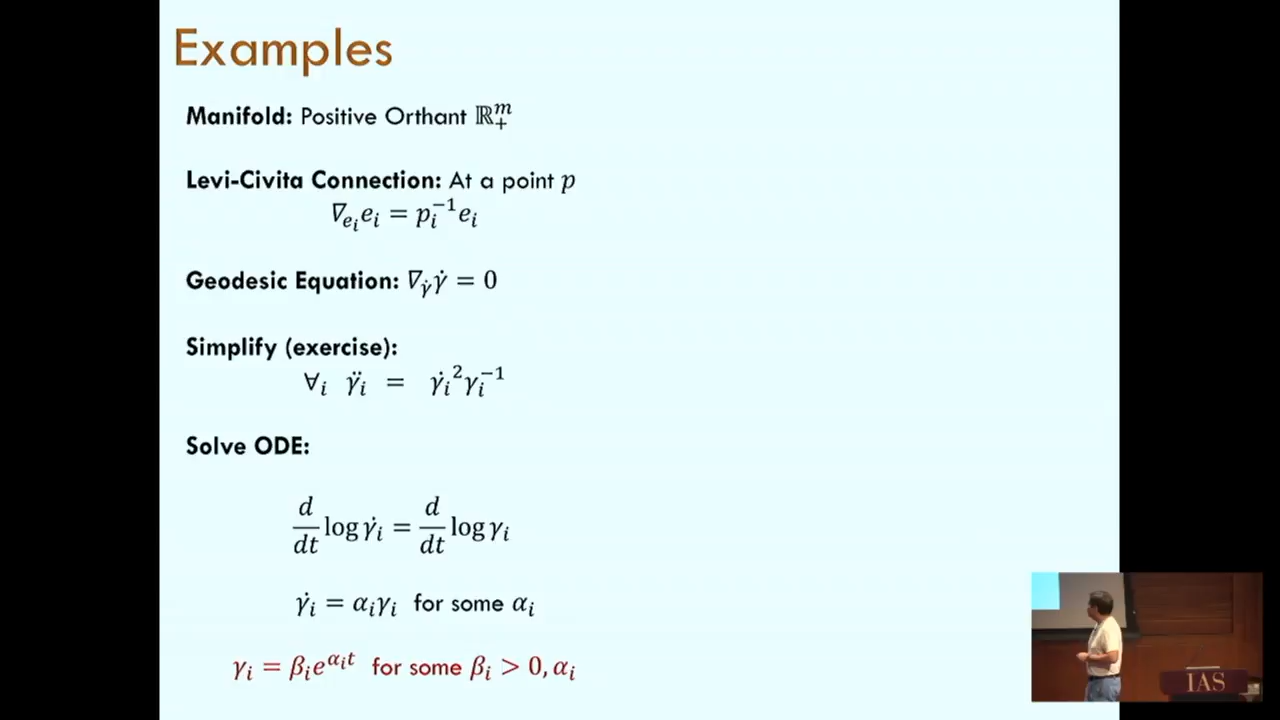 Examples
Manifold: Positive Orthant ℝ₊ᵐ
Levi-Civita Connection: At a point p
∇_{e_i} e_i = p_i^{-1} e_i
Geodesic Equation: ∇_{γ̇} γ̇ = 0
Simplify (exercise):
∀_i γ̈_i = γ̇_i^2 γ_i^{-1}
Solve ODE:
d/dt log γ̇_i = d/dt log γ_i
γ̇_i = α_i γ_i for some α_i
γ_i = β_i e^{α_i t} for some β_i > 0, α_i
IAS